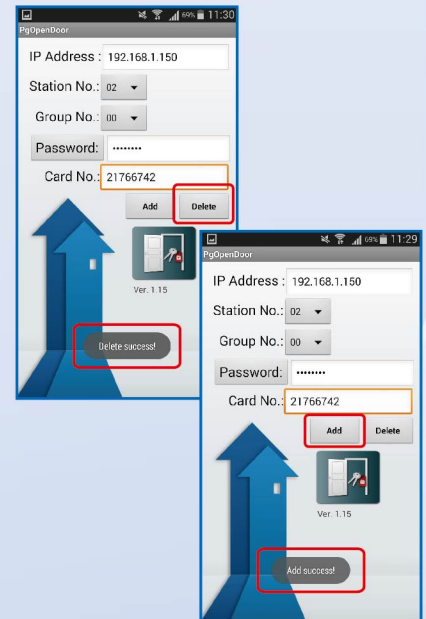 69% 11:30
PgOpenDoor
IP Address : 192.168.1.150
Station No.: 02
Group No.: 00
Password: ········
Card No.: 21766742
Add Delete
Ver. 1.15
Delete success!
69% 11:29
PgOpenDoor
IP Address : 192.168.1.150
Station No.: 02
Group No.: 00
Password: ········
Card No.: 21766742
Add Delete
Ver. 1.15
Add success!